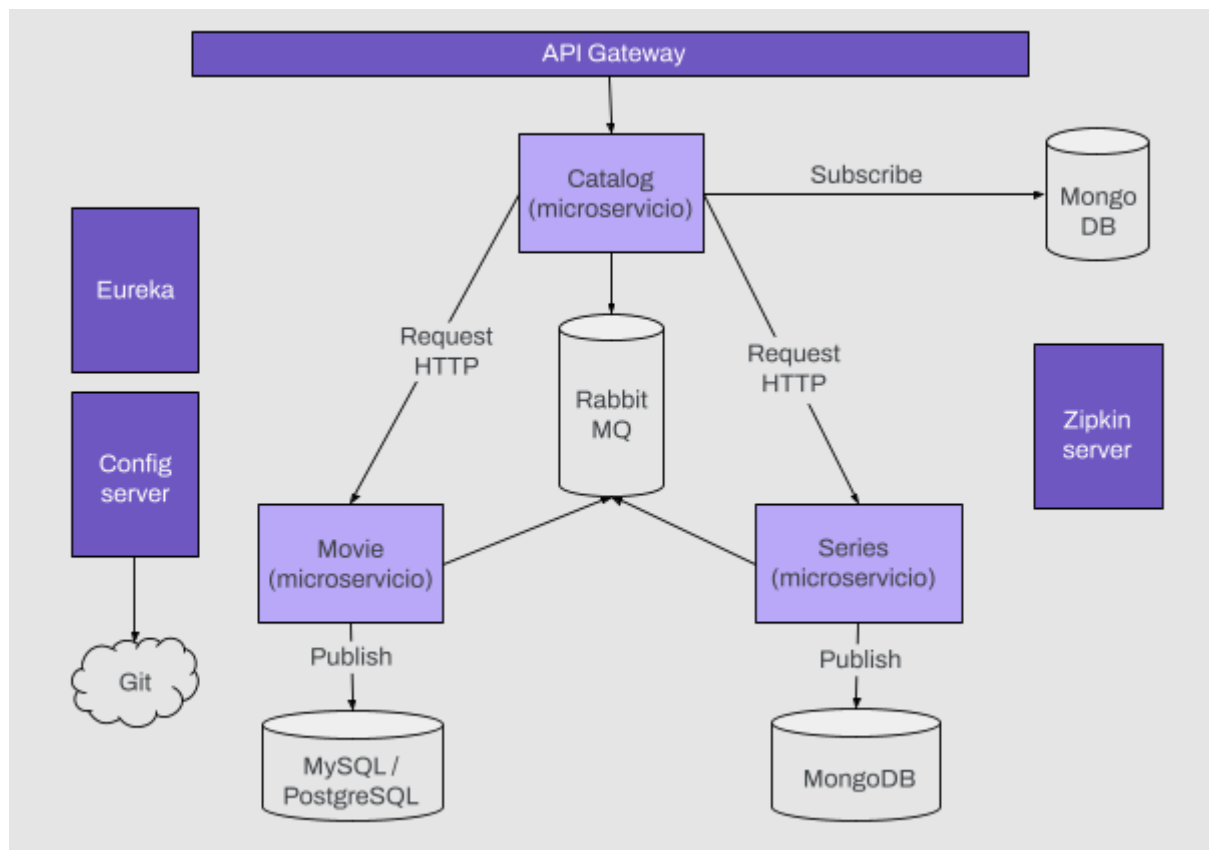 API Gateway
Catalog
(microservicio)
Subscribe
Mongo
DB
Eureka
Request
HTTP
Request
HTTP
Rabbit
MQ
Zipkin
server
Config
server
Movie
(microservicio)
Series
(microservicio)
Publish
Publish
Git
MySQL /
PostgreSQL
MongoDB